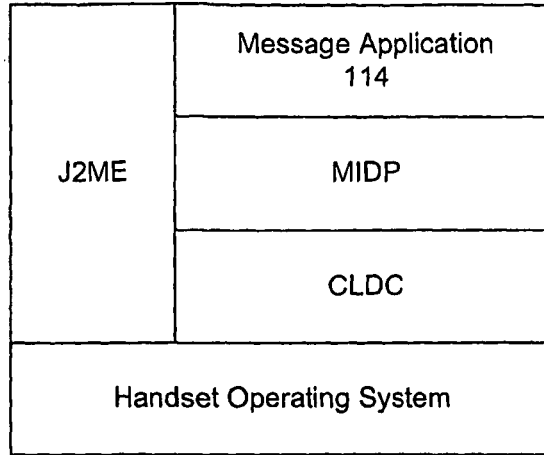 Message Application
114
J2ME
MIDP
CLDC
Handset Operating System